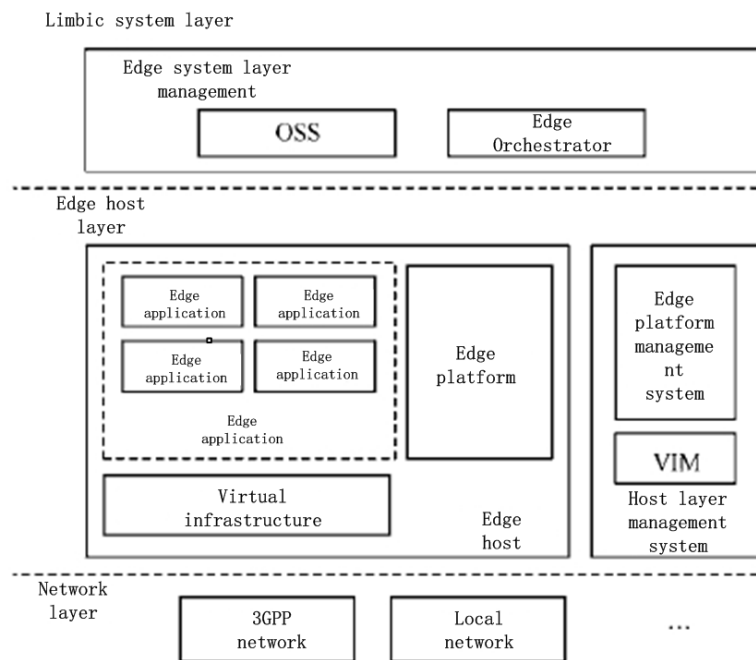 Limbic system layer
Edge system layer
management
OSS
Edge
Orchestrator
Edge host
layer
Edge
application
Edge
application
Edge
application
Edge
application
Edge
application
Edge
platform
Virtual
infrastructure
Edge
host
Edge
platform
manageme
nt
system
VIM
Host layer
management
system
Network
layer
3GPP
network
Local
network
...